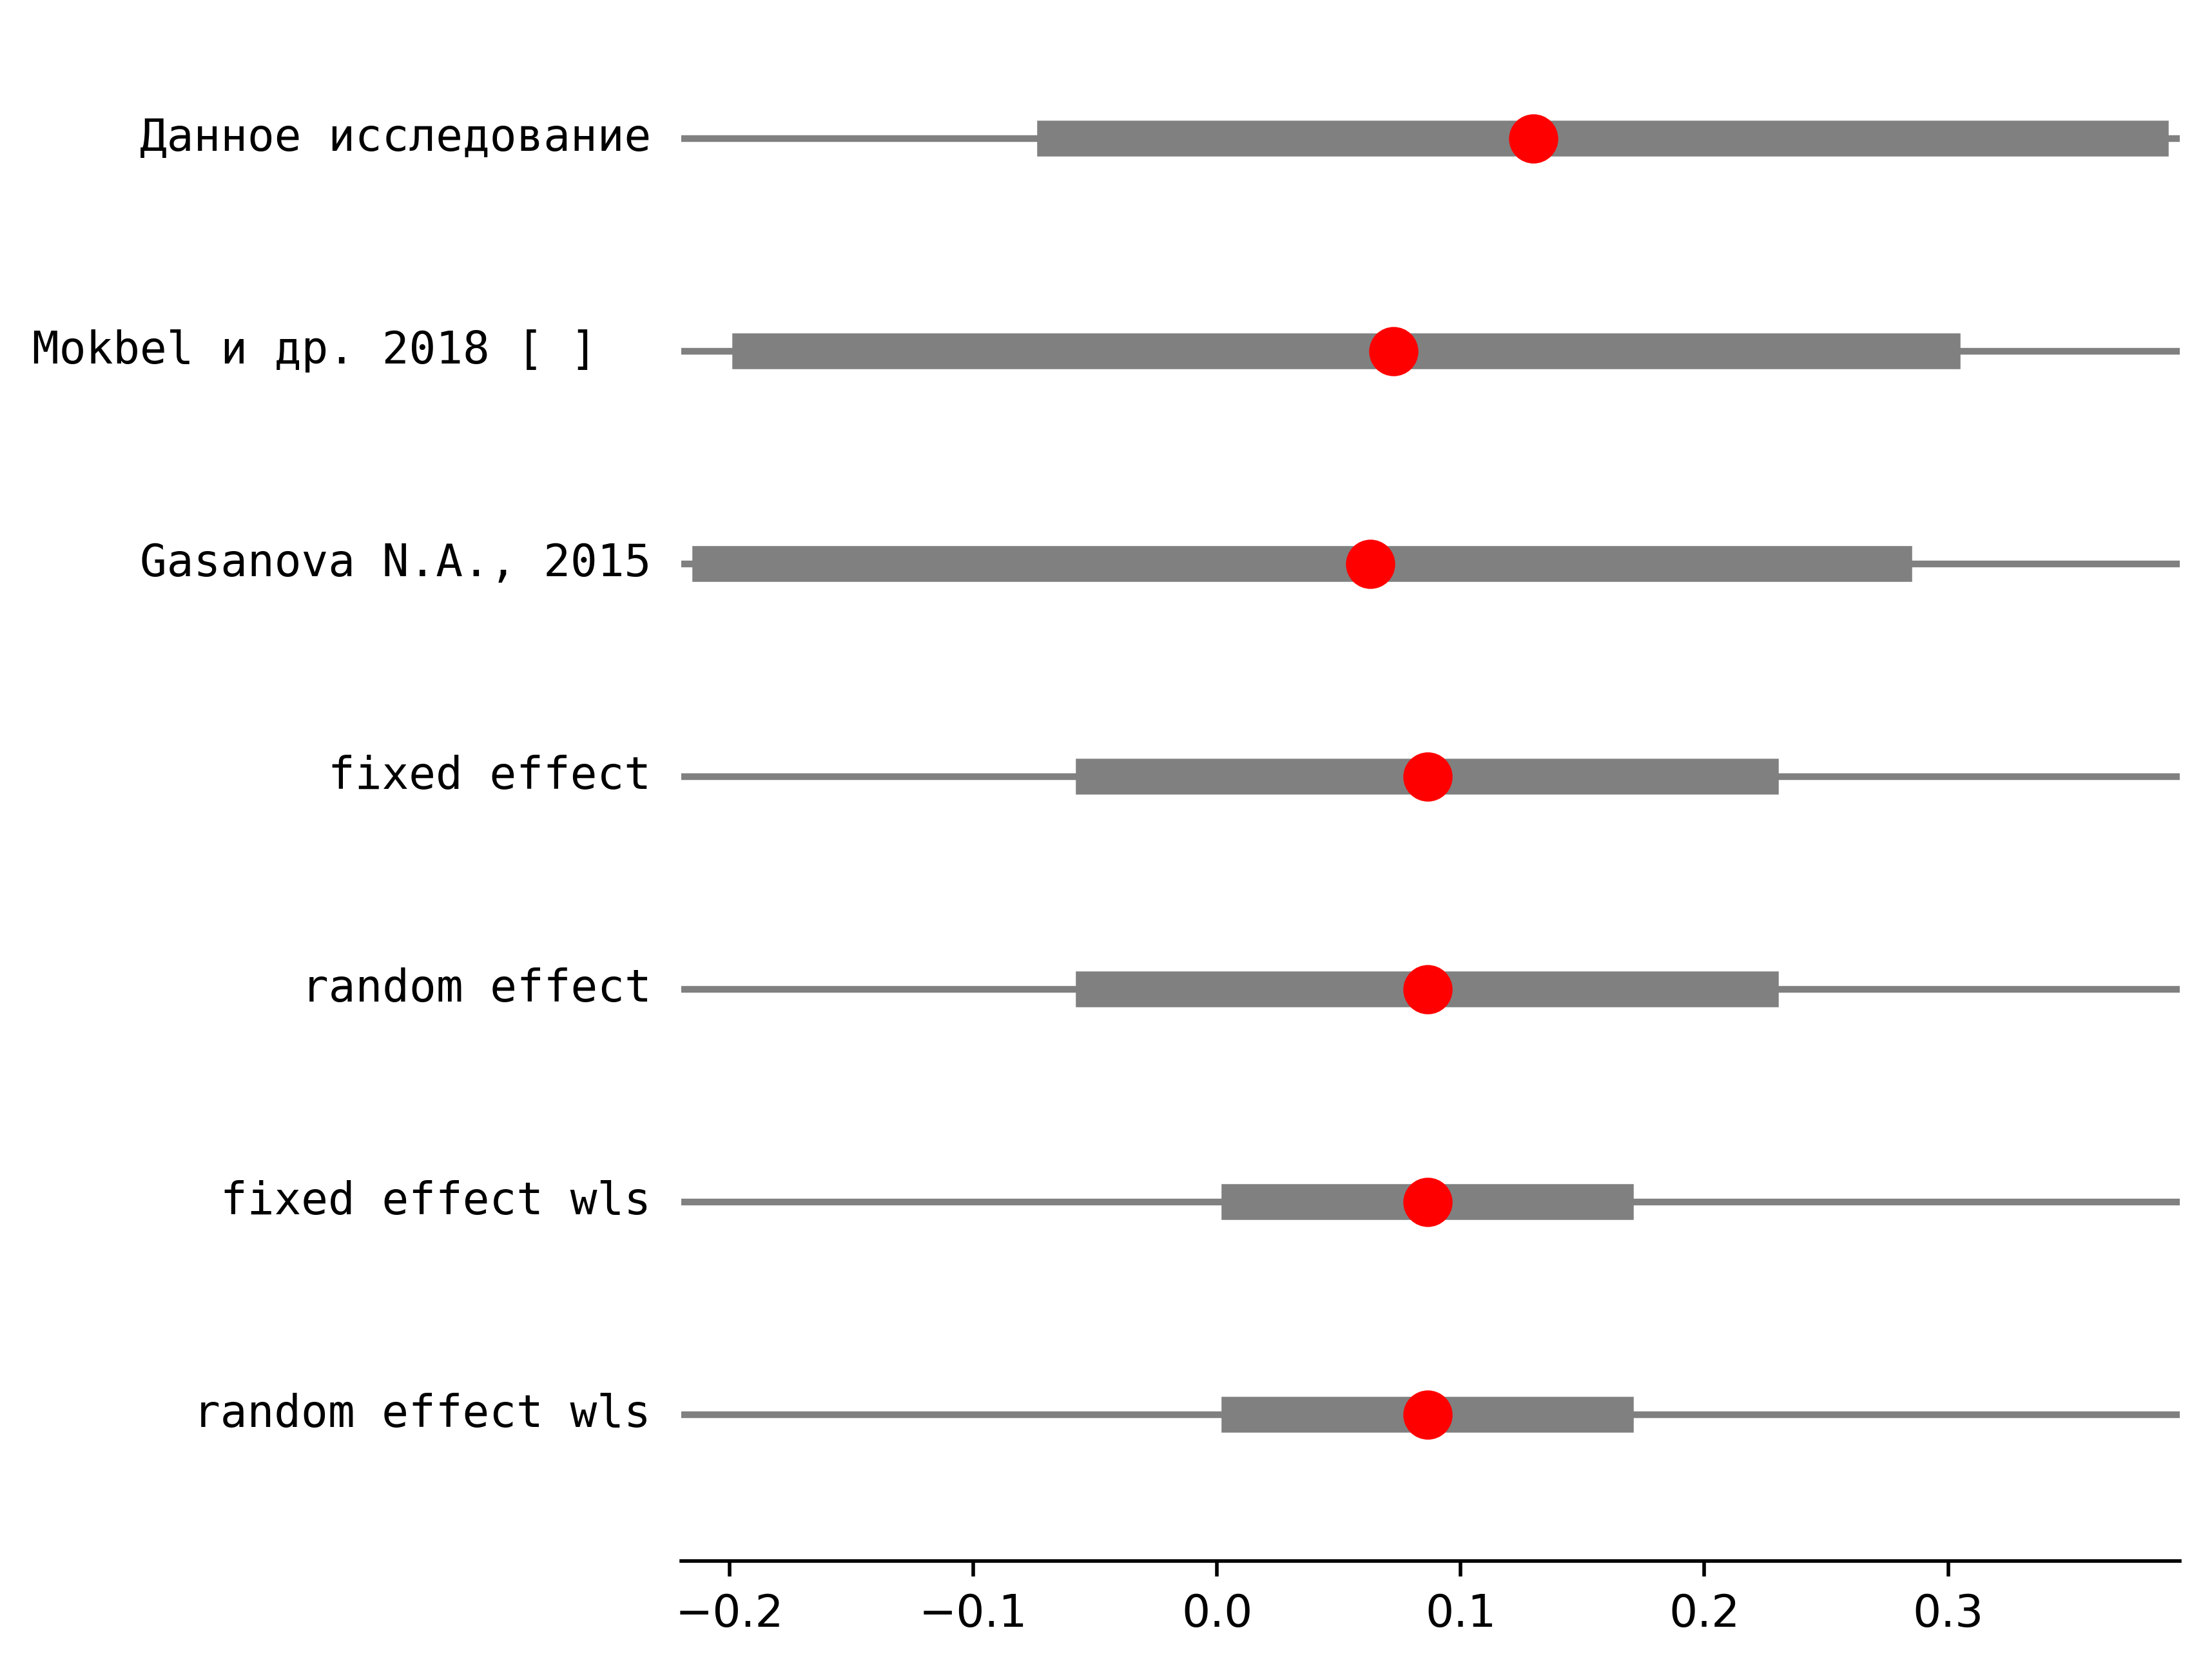 Данное исследование
Mokbel и др. 2018 [ ]
Gasanova N.A., 2015
fixed effect
random effect
fixed effect wls
random effect wls
−0.2 −0.1 0.0 0.1 0.2 0.3